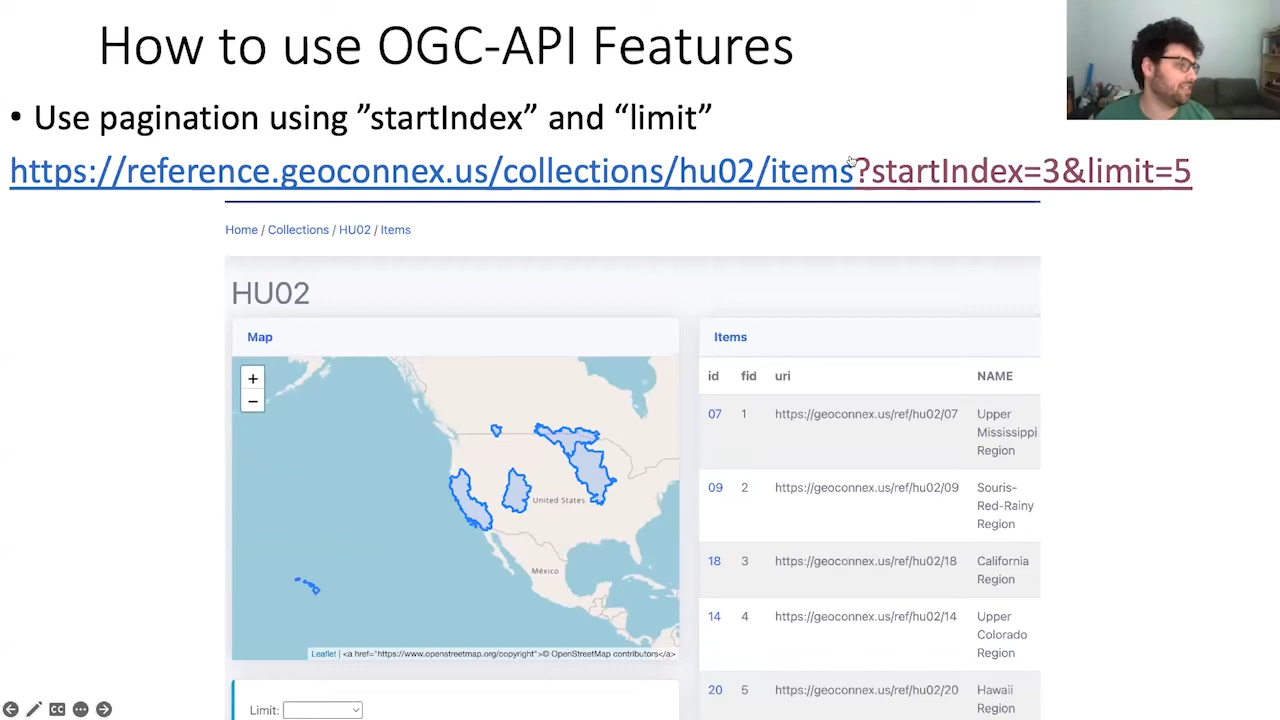 How to use OGC-API Features
• Use pagination using ”startIndex” and “limit”
https://reference.geoconnex.us/collections/hu02/items?startIndex=3&limit=5
Home / Collections / HU02 / Items
HU02
Map
+
−
United States
México
Leaflet | <a href="https://www.openstreetmap.org/copyright">© OpenStreetMap contributors</a>
Limit:
Items
id fid uri NAME
07 1 https://geoconnex.us/ref/hu02/07 Upper
Mississippi
Region
09 2 https://geoconnex.us/ref/hu02/09 Souris-
Red-Rainy
Region
18 3 https://geoconnex.us/ref/hu02/18 California
Region
14 4 https://geoconnex.us/ref/hu02/14 Upper
Colorado
Region
20 5 https://geoconnex.us/ref/hu02/20 Hawaii
Region
CC